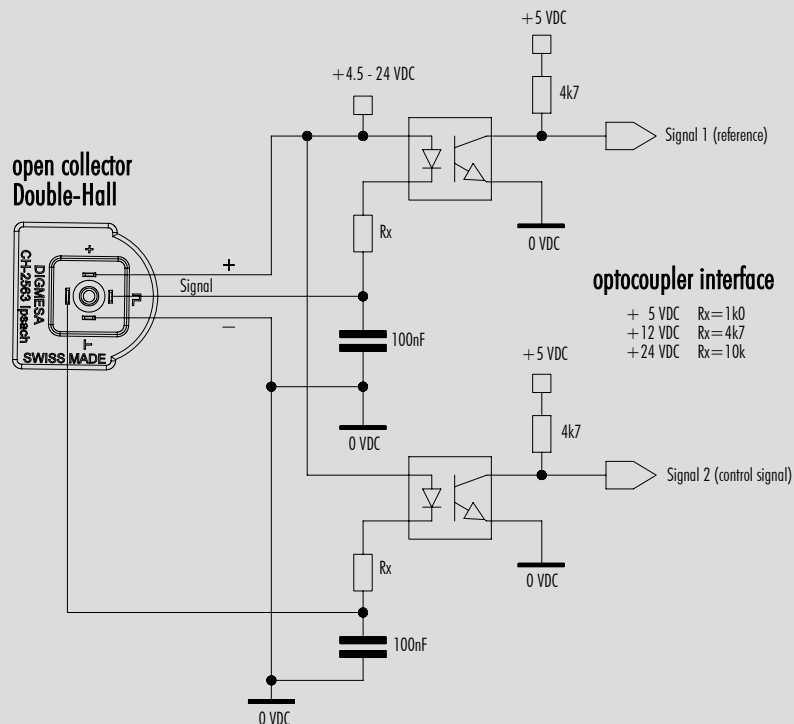 +5 VDC
+4.5 - 24 VDC
4k7
Signal 1 (reference)
open collector
Double-Hall
0 VDC
Rx
+
Signal
–
+
DIGMESA
CH-2563 Ipsach
SWISS MADE
optocoupler interface
+ 5 VDC Rx=1k0
+12 VDC Rx=4k7
+24 VDC Rx=10k
100nF
0 VDC
+5 VDC
4k7
Signal 2 (control signal)
0 VDC
Rx
100nF
0 VDC